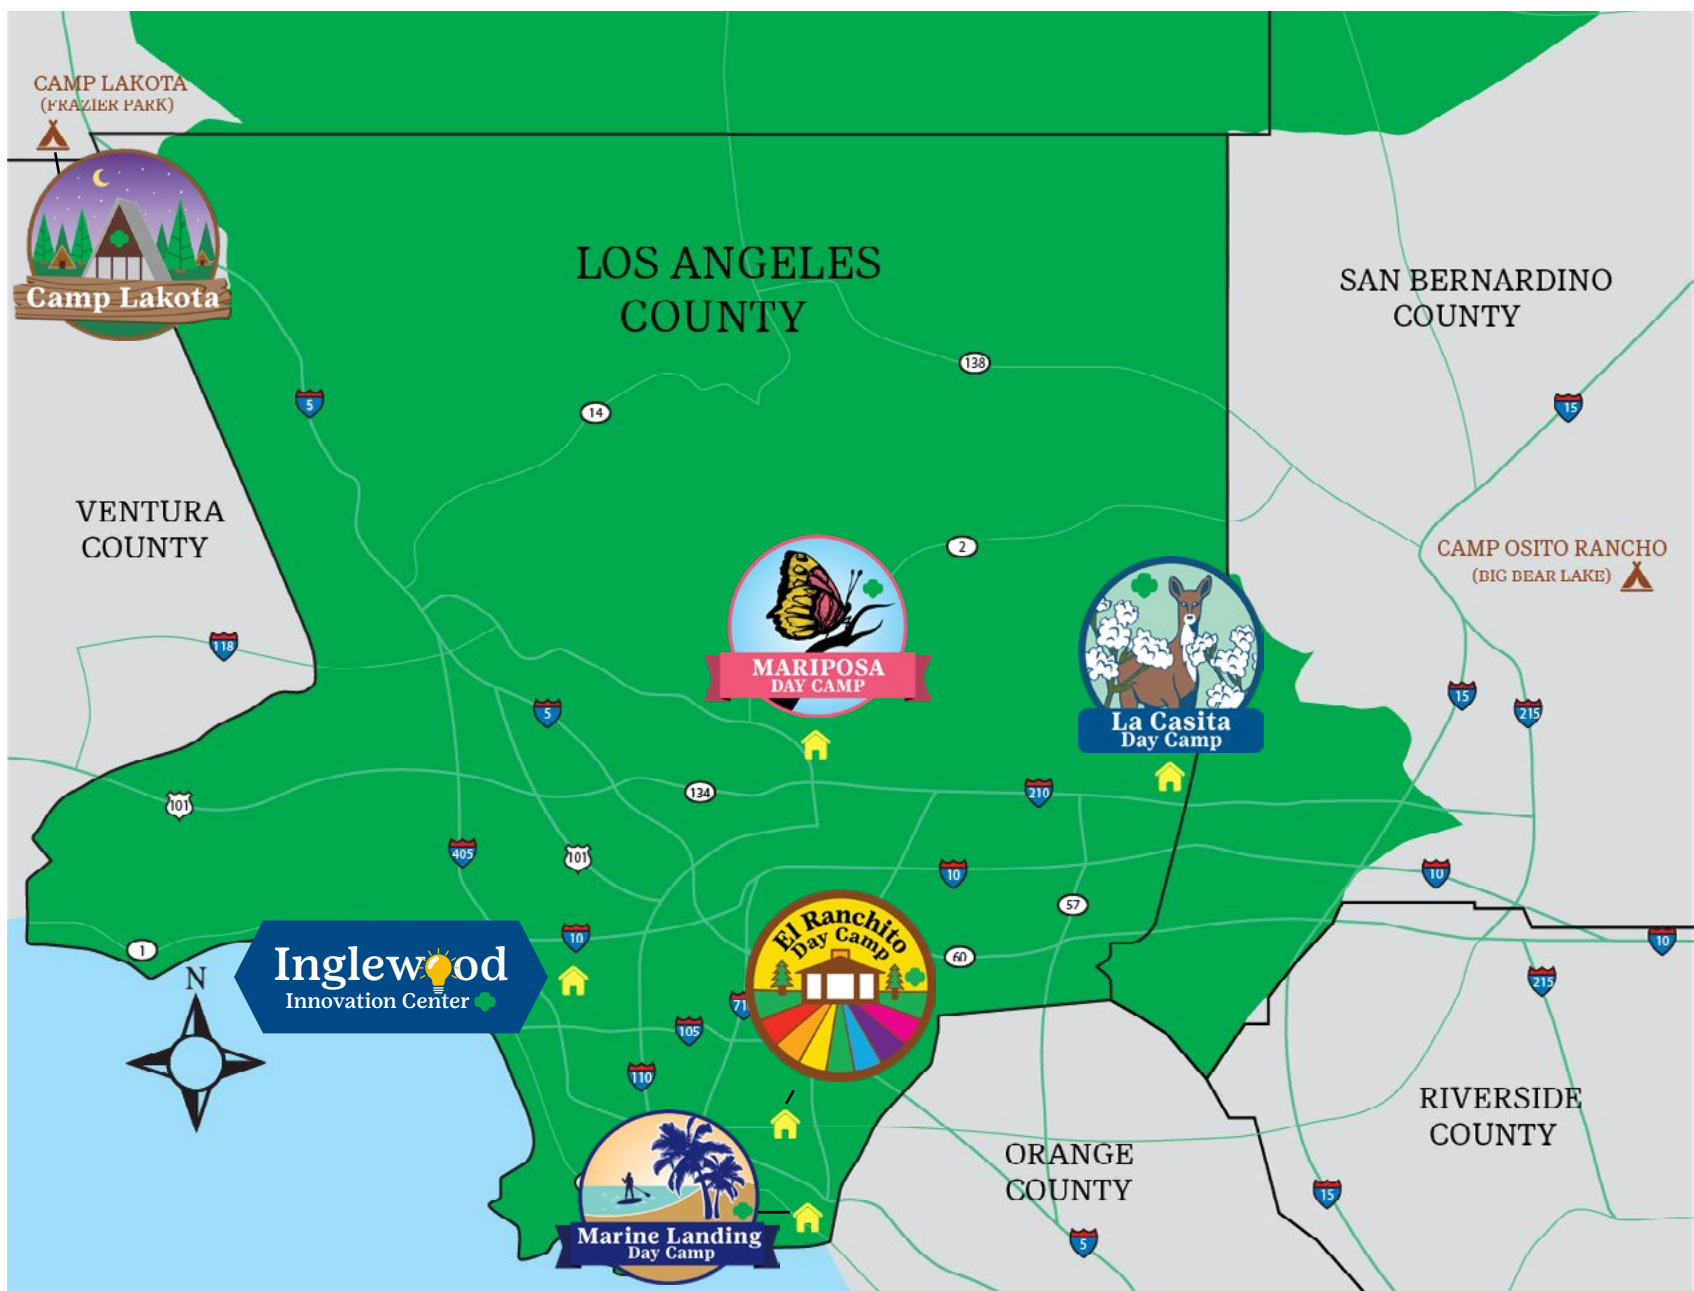 CAMP LAKOTA
(FRAZIER PARK)
Camp Lakota
LOS ANGELES
COUNTY
SAN BERNARDINO
COUNTY
138
5
14
15
VENTURA
COUNTY
2
CAMP OSITO RANCHO
(BIG BEAR LAKE)
118
MARIPOSA
DAY CAMP
La Casita
Day Camp
15
215
5
101
134
210
405
101
10
10
57
El Ranchito
Day Camp
1
10
60
10
Inglewood
Innovation Center
N
215
71
105
110
RIVERSIDE
COUNTY
ORANGE
COUNTY
15
Marine Landing
Day Camp
5